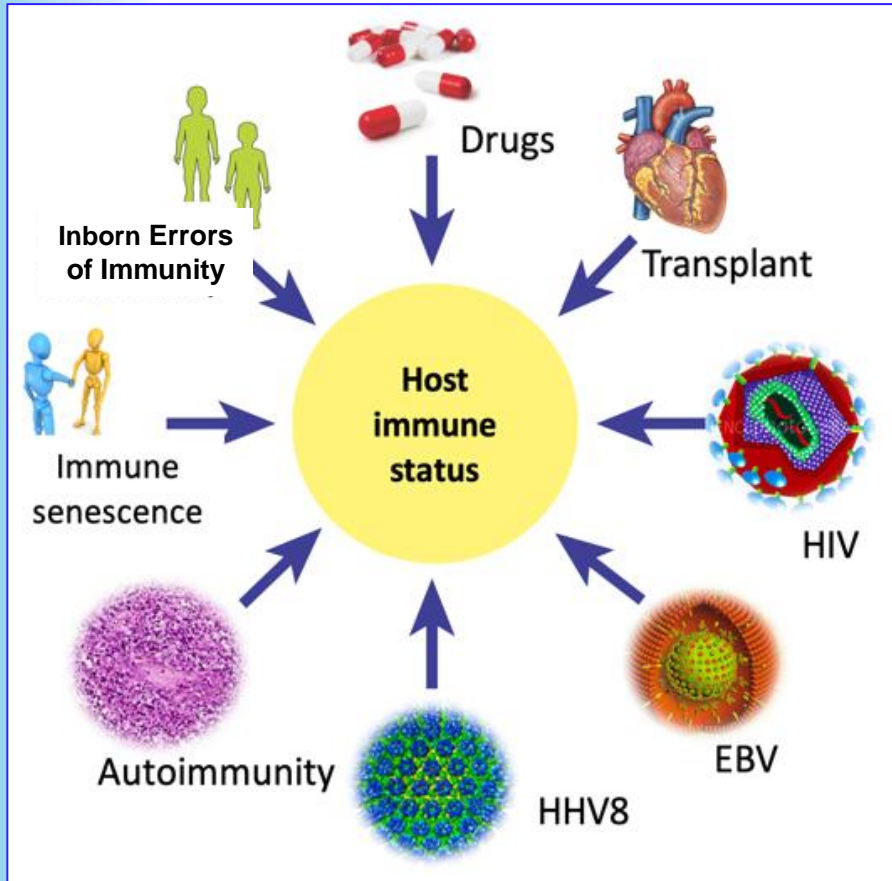 Drugs
Transplant
HIV
EBV
HHV8
Autoimmunity
Immune
senescence
Inborn Errors
of Immunity
Host
immune
status